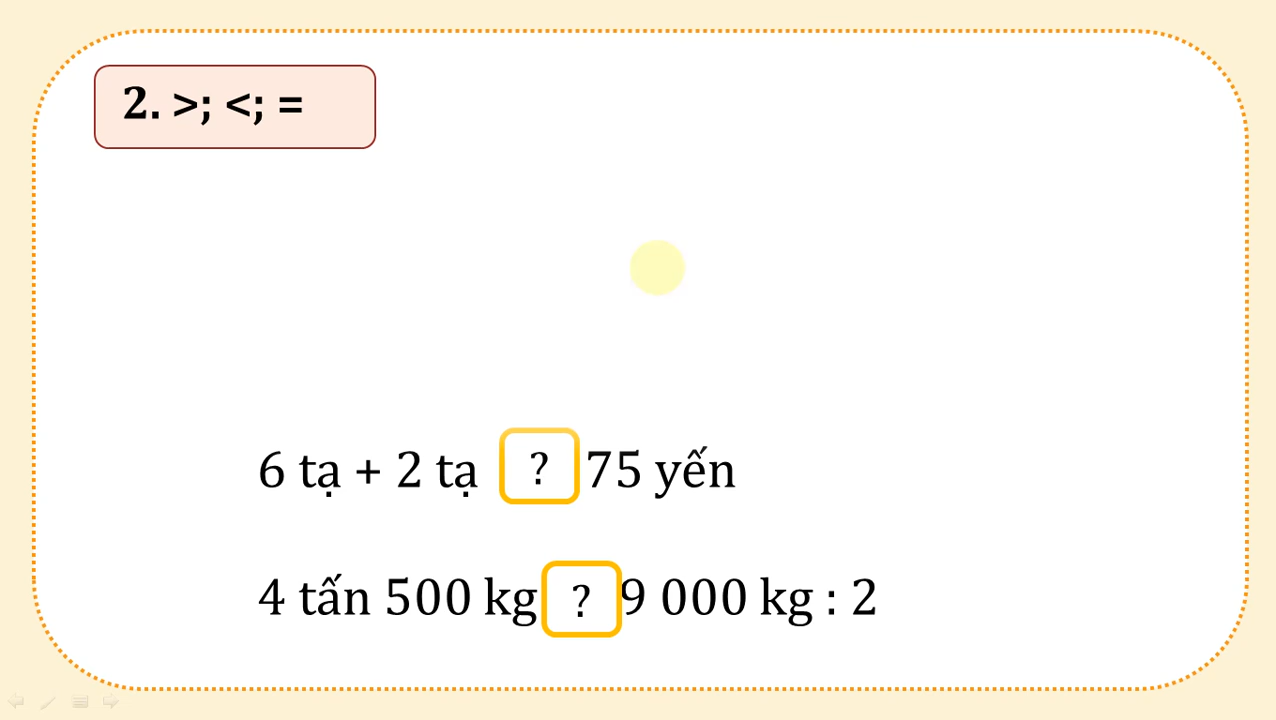 2. >; <; =
6 tạ + 2 tạ ? 75 yến
4 tấn 500 kg ? 9 000 kg : 2